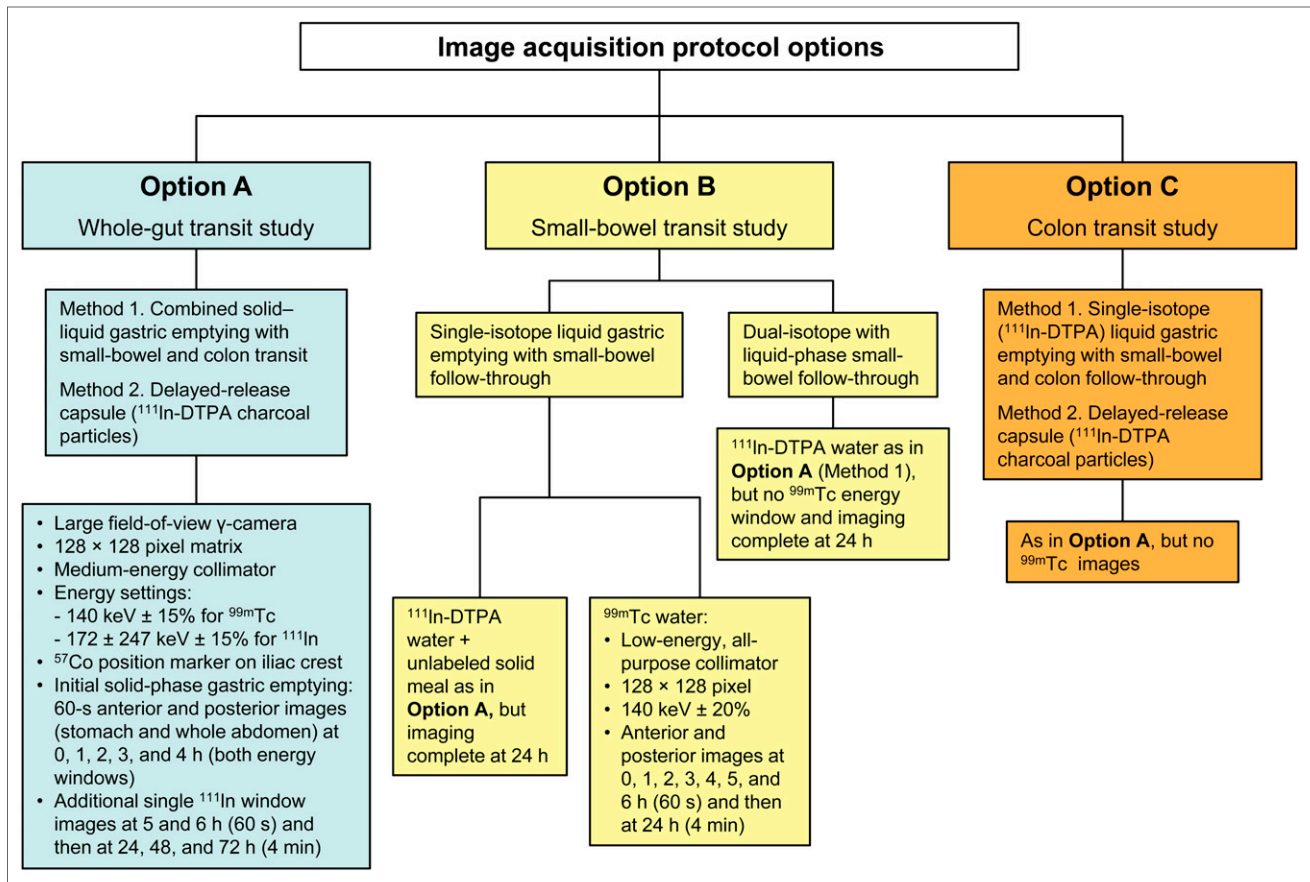 Image acquisition protocol options
Option A
Whole-gut transit study
Method 1. Combined solid–
liquid gastric emptying with
small-bowel and colon transit
Method 2. Delayed-release
capsule (¹¹¹In-DTPA charcoal
particles)
• Large field-of-view γ-camera
• 128 × 128 pixel matrix
• Medium-energy collimator
• Energy settings:
- 140 keV ± 15% for ⁹⁹ᵐTc
- 172 ± 247 keV ± 15% for ¹¹¹In
• ⁵⁷Co position marker on iliac crest
• Initial solid-phase gastric emptying:
60-s anterior and posterior images
(stomach and whole abdomen) at
0, 1, 2, 3, and 4 h (both energy
windows)
• Additional single ¹¹¹In window
images at 5 and 6 h (60 s) and
then at 24, 48, and 72 h (4 min)
Option B
Small-bowel transit study
Single-isotope liquid gastric
emptying with small-bowel
follow-through
¹¹¹In-DTPA
water +
unlabeled solid
meal as in
Option A, but
imaging
complete at 24 h
⁹⁹ᵐTc water:
• Low-energy, all-
purpose collimator
• 128 × 128 pixel
• 140 keV ± 20%
• Anterior and
posterior images at
0, 1, 2, 3, 4, 5, and
6 h (60 s) and then
at 24 h (4 min)
Dual-isotope with
liquid-phase small-
bowel follow-through
¹¹¹In-DTPA water as in
Option A (Method 1),
but no ⁹⁹ᵐTc energy
window and imaging
complete at 24 h
Option C
Colon transit study
Method 1. Single-isotope
(¹¹¹In-DTPA) liquid gastric
emptying with small-bowel
and colon follow-through
Method 2. Delayed-release
capsule (¹¹¹In-DTPA
charcoal particles)
As in Option A, but no
⁹⁹ᵐTc images